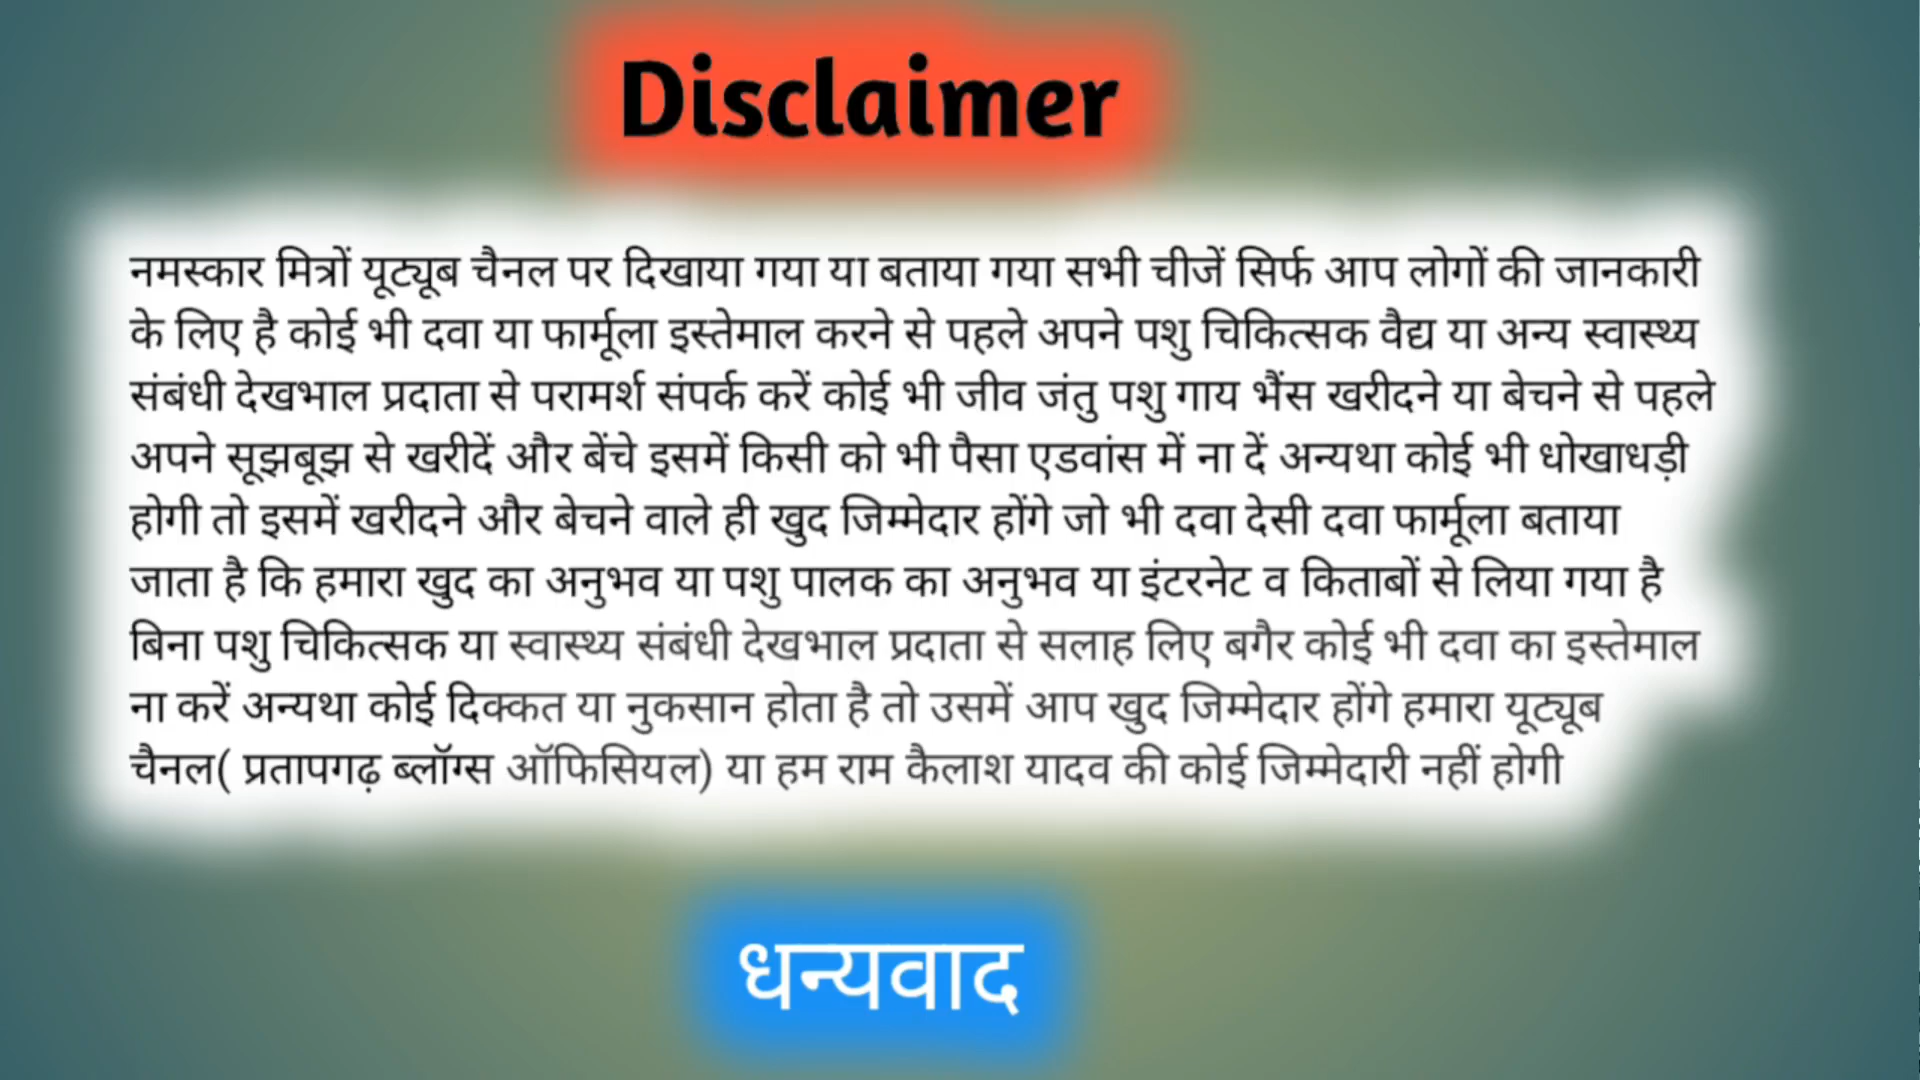 Disclaimer
नमस्कार मित्रों यूट्यूब चैनल पर दिखाया गया या बताया गया सभी चीजें सिर्फ आप लोगों की जानकारी
के लिए है कोई भी दवा या फार्मूला इस्तेमाल करने से पहले अपने पशु चिकित्सक वैद्य या अन्य स्वास्थ्य
संबंधी देखभाल प्रदाता से परामर्श संपर्क करें कोई भी जीव जंतु पशु गाय भैंस खरीदने या बेचने से पहले
अपने सूझबूझ से खरीदें और बेंचे इसमें किसी को भी पैसा एडवांस में ना दें अन्यथा कोई भी धोखाधड़ी
होगी तो इसमें खरीदने और बेचने वाले ही खुद जिम्मेदार होंगे जो भी दवा देसी दवा फार्मूला बताया
जाता है कि हमारा खुद का अनुभव या पशु पालक का अनुभव या इंटरनेट व किताबों से लिया गया है
बिना पशु चिकित्सक या स्वास्थ्य संबंधी देखभाल प्रदाता से सलाह लिए बगैर कोई भी दवा का इस्तेमाल
ना करें अन्यथा कोई दिक्कत या नुकसान होता है तो उसमें आप खुद जिम्मेदार होंगे हमारा यूट्यूब
चैनल( प्रतापगढ़ ब्लॉग्स ऑफिसियल) या हम राम कैलाश यादव की कोई जिम्मेदारी नहीं होगी
धन्यवाद